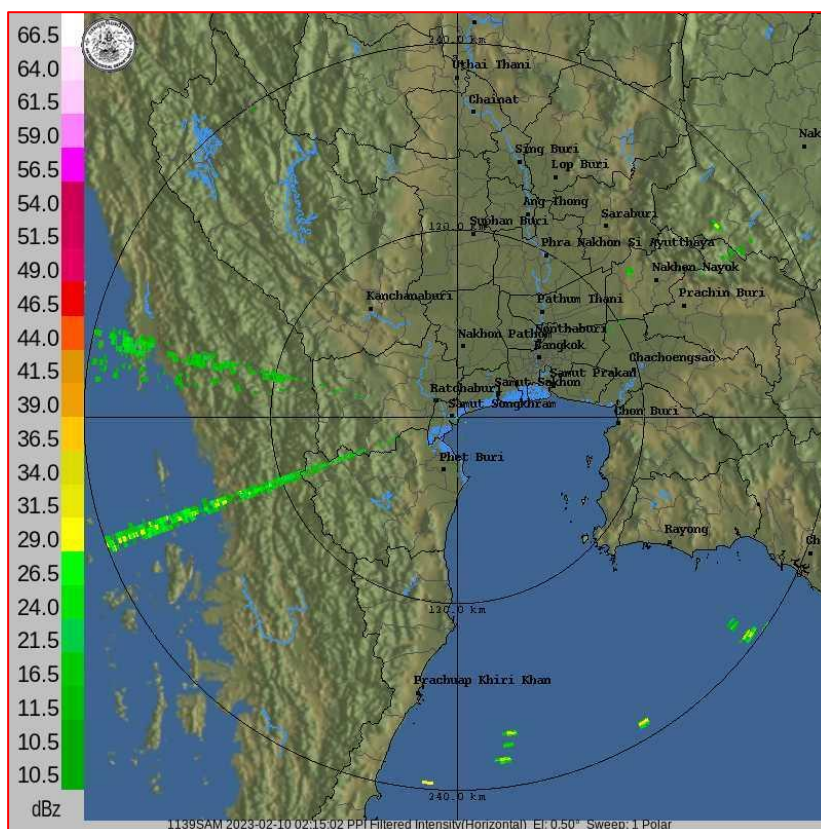 66.5
64.0
61.5
59.0
56.5
54.0
51.5
49.0
46.5
44.0
41.5
39.0
36.5
34.0
31.5
29.0
26.5
24.0
21.5
16.5
11.5
10.5
10.5
dBz
240.0 km
Uthai Thani
Chainat
Nak
Sing Buri
Lop Buri
Ang Thong
Suphan Buri
Saraburi
120.0 km
Phra Nakhon Si Ayutthaya
Nakhon Nayok
Kanchanaburi
Prachin Buri
Pathum Thani
Nonthaburi
Nakhon Pathom
Bangkok
Chachoengsao
Samut Prakan
Samut Sakhon
Ratchaburi
Samut Songkhram
Chon Buri
Phet Buri
Rayong
Ch
120.0 km
Prachuap Khiri Khan
240.0 km
1139SAM 2023-02-10 02:15:02 PPI Filtered Intensity(Horizontal) El: 0.50° Sweep: 1 Polar